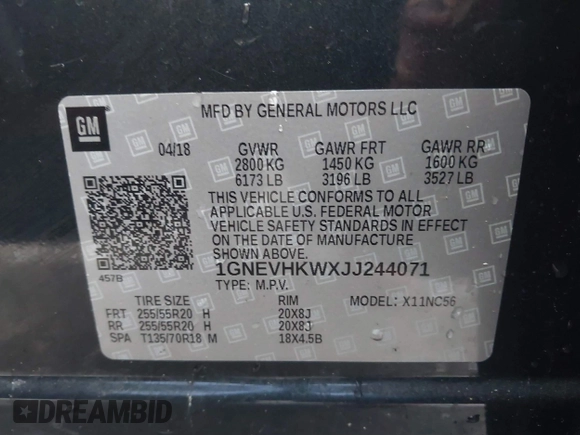 GM
MFD BY GENERAL MOTORS LLC
04/18 GVWR GAWR FRT GAWR RR
2800 KG 1450 KG 1600 KG
6173 LB 3196 LB 3527 LB
THIS VEHICLE CONFORMS TO ALL
APPLICABLE U.S. FEDERAL MOTOR
VEHICLE SAFETY STANDARDS IN EFFECT
ON THE DATE OF MANUFACTURE
SHOWN ABOVE.
457B
1GNEVHKWXJJ244071
TYPE: M.P.V. MODEL: X11NC56
TIRE SIZE RIM
FRT 255/55R20 H 20X8J
RR 255/55R20 H 20X8J
SPA T135/70R18 M 18X4.5B
DREAMBID